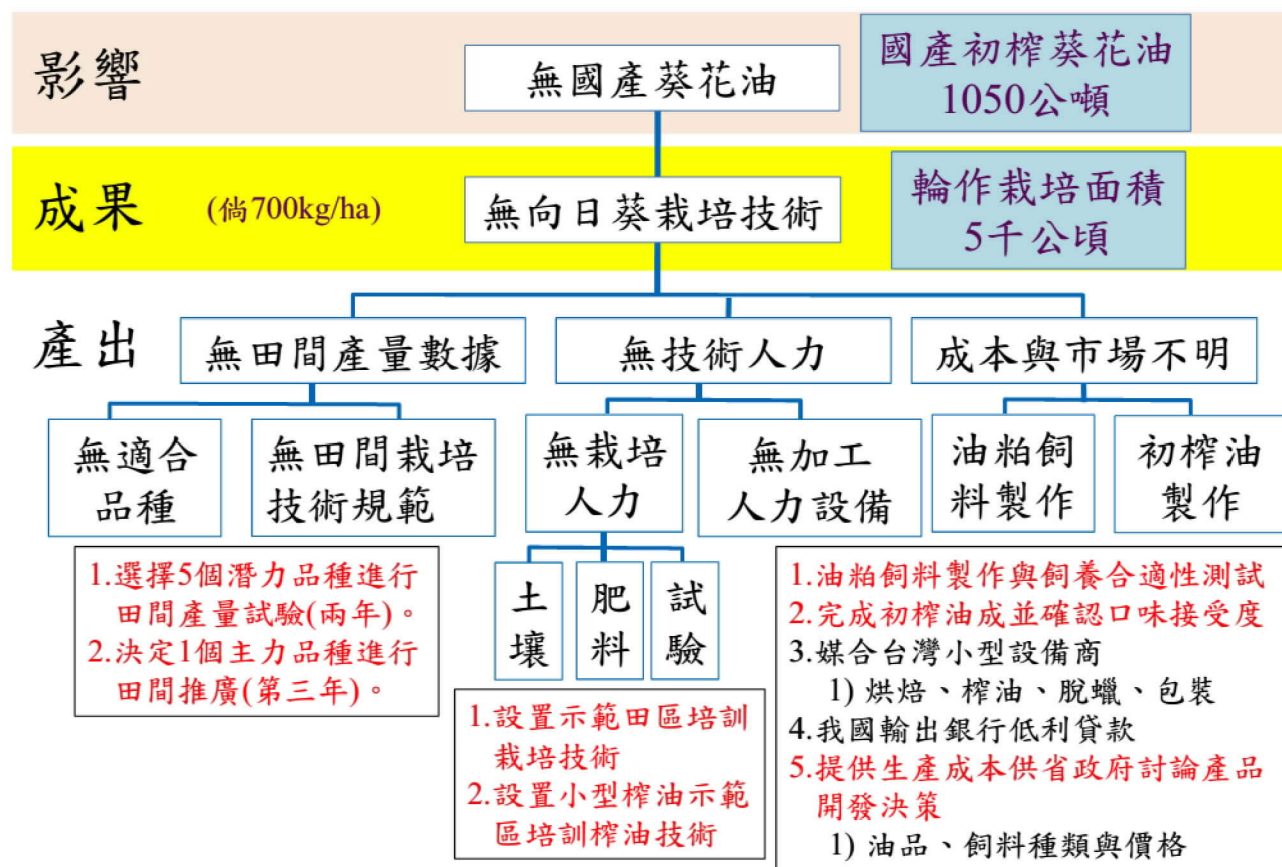 影響
無國產葵花油
國產初榨葵花油
1050公噸
成果
(倘700kg/ha)
無向日葵栽培技術
輪作栽培面積
5千公頃
產出
無田間產量數據
無技術人力
成本與市場不明
無適合
品種
無田間栽培
技術規範
無栽培
人力
無加工
人力設備
油粕飼
料製作
初榨油
製作
1.選擇5個潛力品種進行
田間產量試驗(兩年)。
2.決定1個主力品種進行
田間推廣(第三年)。
土
壤
肥
料
試
驗
1.設置示範田區培訓
栽培技術
2.設置小型榨油示範
區培訓榨油技術
1.油粕飼料製作與飼養合適性測試
2.完成初榨油成並確認口味接受度
3.媒合台灣小型設備商
1) 烘焙、榨油、脫蠟、包裝
4.我國輸出銀行低利貸款
5.提供生產成本供省政府討論產品
開發決策
1) 油品、飼料種類與價格